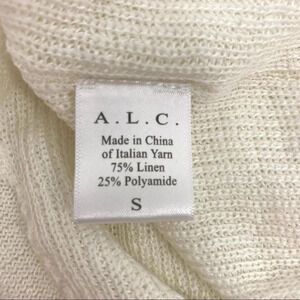 A.L.C.
Made in China
of Italian Yarn
75% Linen
25% Polyamide
S